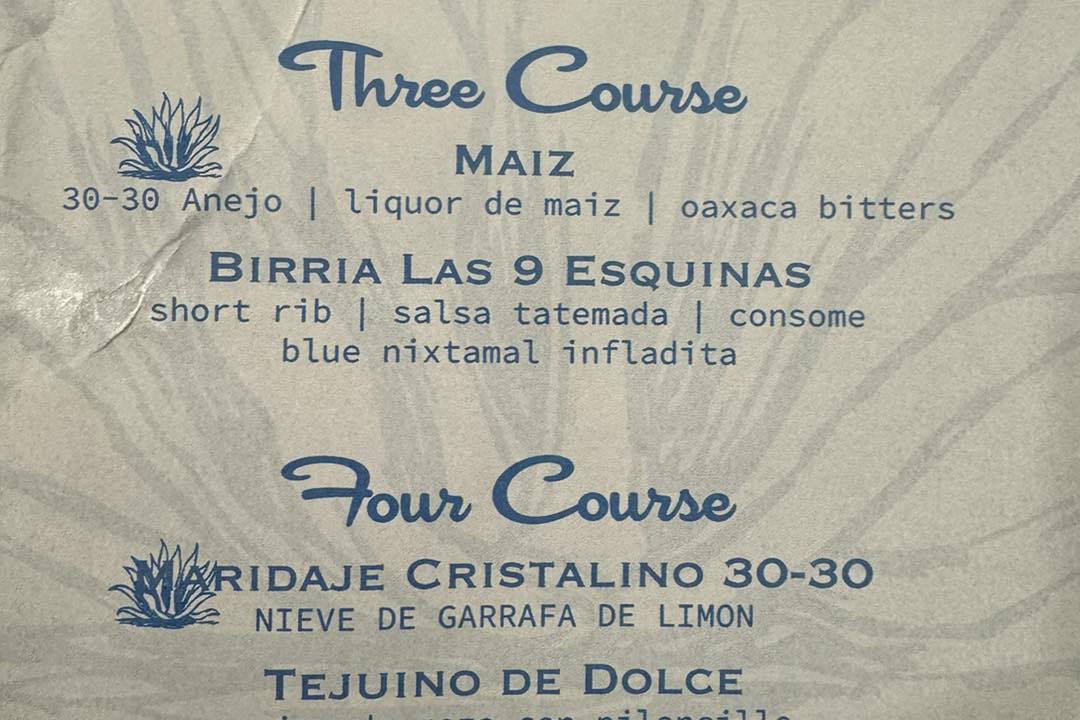 Three Course
MAIZ
30-30 Anejo | liquor de maiz | oaxaca bitters
BIRRIA LAS 9 ESQUINAS
short rib | salsa tatemada | consome
blue nixtamal infladita
Four Course
MARIDAJE CRISTALINO 30-30
NIEVE DE GARRAFA DE LIMON
TEJUINO DE DOLCE